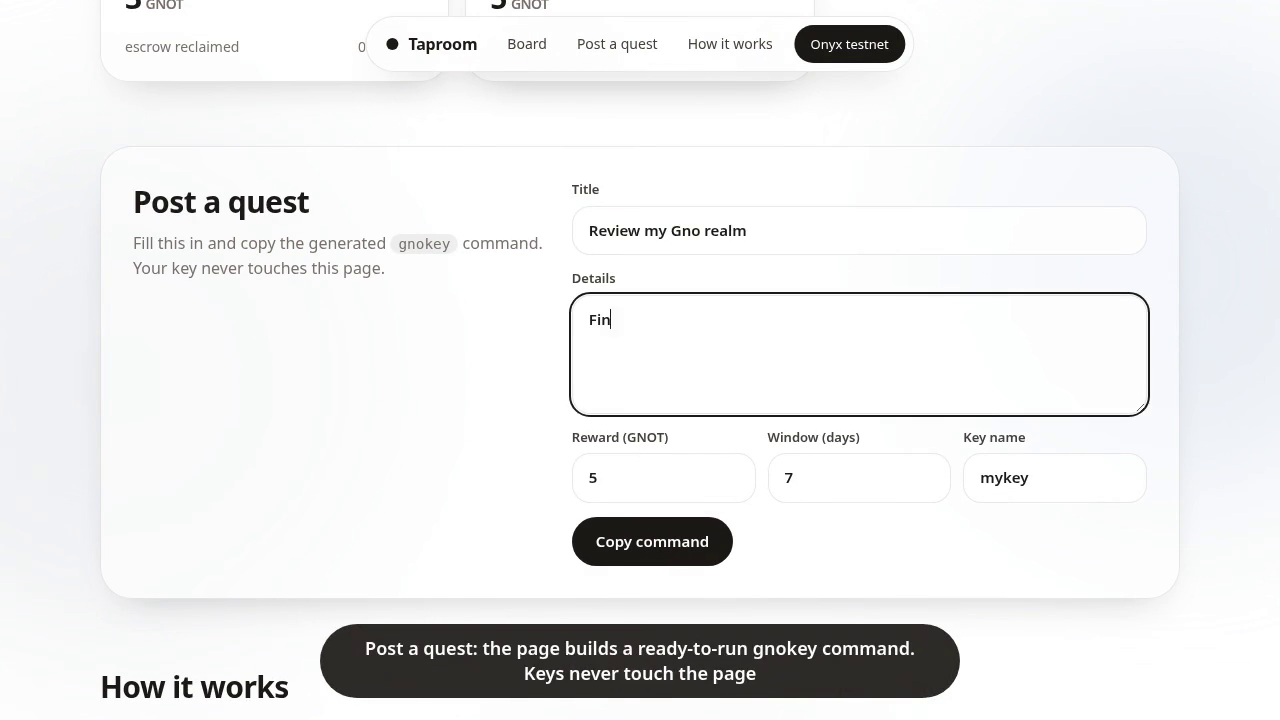 5 GNOT
5 GNOT
escrow reclaimed
0
Taproom
Board
Post a quest
How it works
Onyx testnet
Post a quest
Fill this in and copy the generated gnokey command.
Your key never touches this page.
Title
Review my Gno realm
Details
Fin
Reward (GNOT)
Window (days)
Key name
5
7
mykey
Copy command
Post a quest: the page builds a ready-to-run gnokey command.
Keys never touch the page
How it works